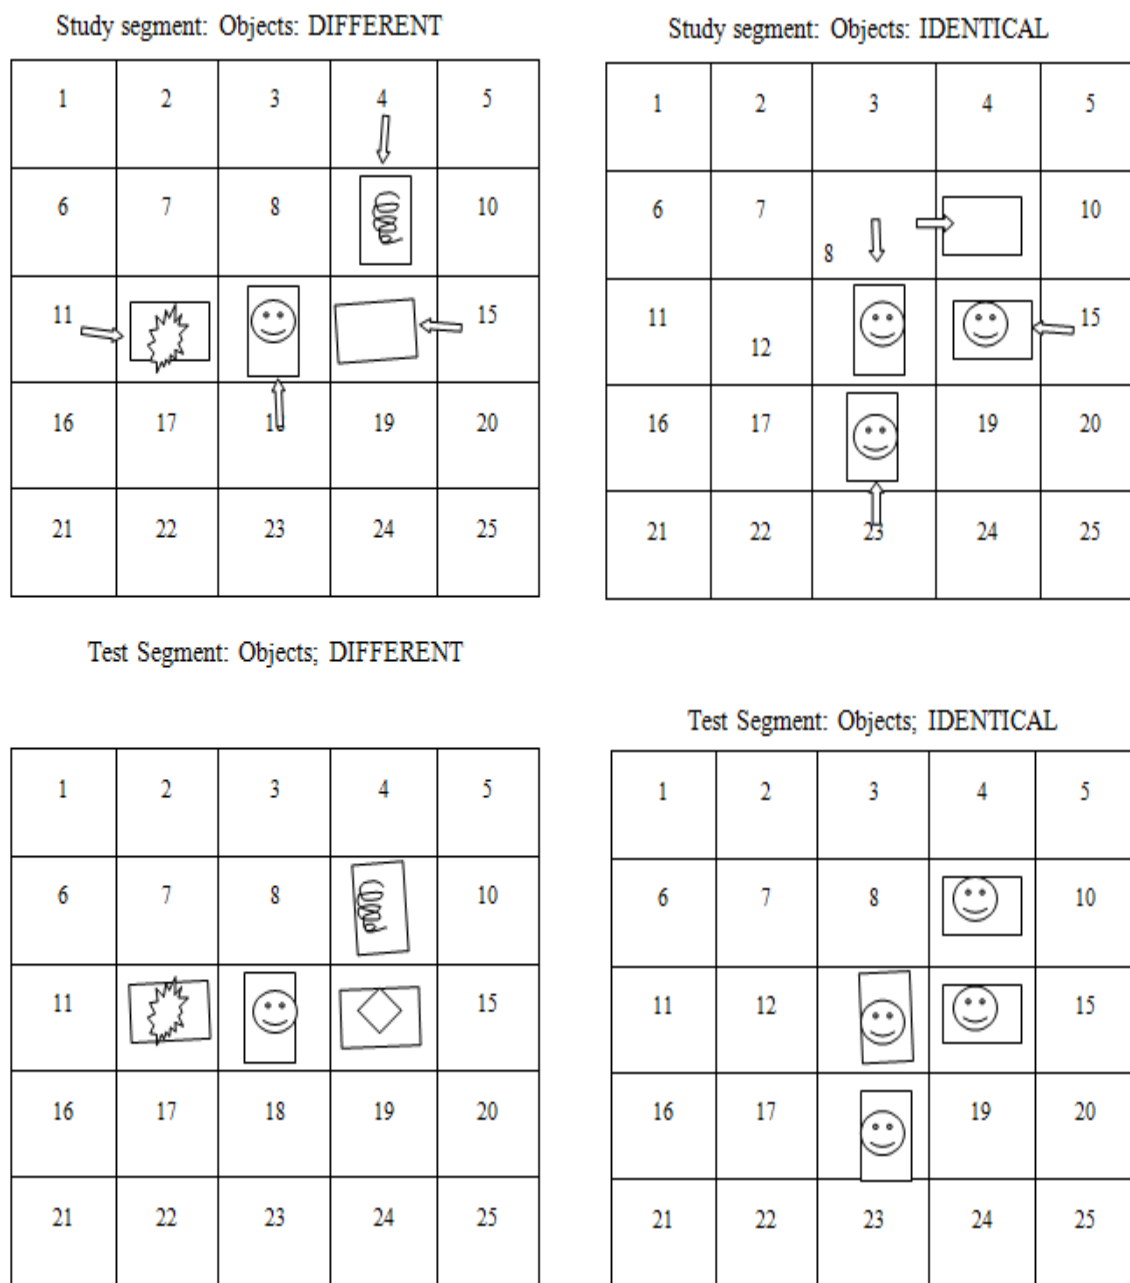 Study segment: Objects: DIFFERENT
1 2 3 4 5
6 7 8 10
11 15
16 17 19 20
21 22 23 24 25
Study segment: Objects: IDENTICAL
1 2 3 4 5
6 7 8 10
11 12 15
16 17 19 20
21 22 23 24 25
Test Segment: Objects; DIFFERENT
1 2 3 4 5
6 7 8 10
11 15
16 17 18 19 20
21 22 23 24 25
Test Segment: Objects; IDENTICAL
1 2 3 4 5
6 7 8 10
11 12 15
16 17 19 20
21 22 23 24 25